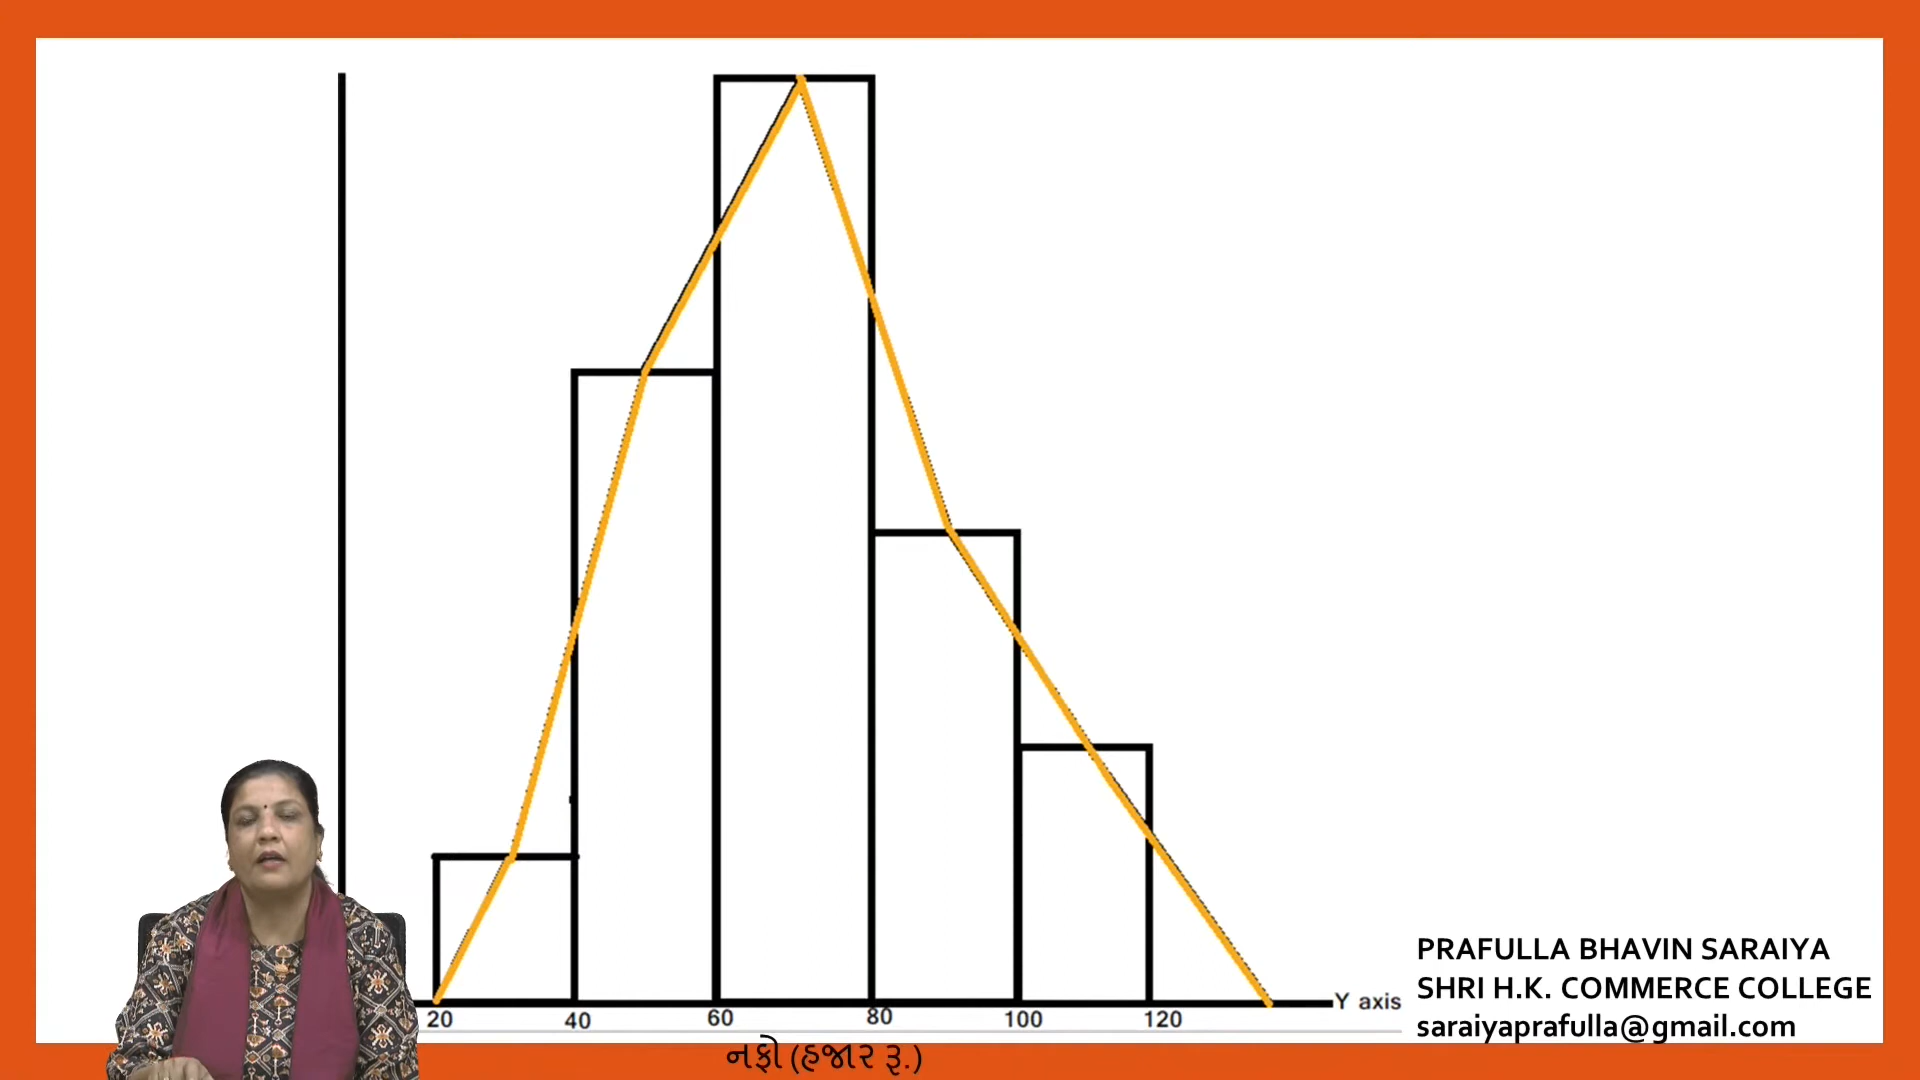 Y axis
20 40 60 80 100 120
નફો (હજાર રૂ.)
PRAFULLA BHAVIN SARAIYA
SHRI H.K. COMMERCE COLLEGE
saraiyaprafulla@gmail.com